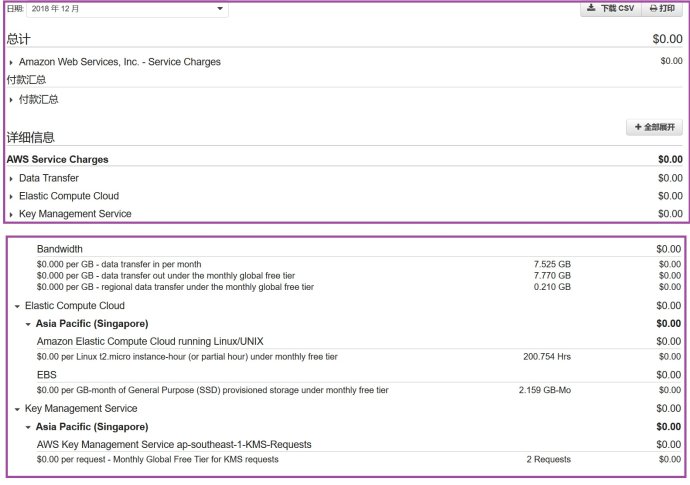 日期: 2018 年 12 月 下载 CSV 打印
总计 $0.00
Amazon Web Services, Inc. - Service Charges $0.00
付款汇总
付款汇总
+ 全部展开
详细信息
AWS Service Charges $0.00
Data Transfer $0.00
Elastic Compute Cloud $0.00
Key Management Service $0.00
Bandwidth $0.00
$0.000 per GB - data transfer in per month 7.525 GB $0.00
$0.000 per GB - data transfer out under the monthly global free tier 7.770 GB $0.00
$0.000 per GB - regional data transfer under the monthly global free tier 0.210 GB $0.00
Elastic Compute Cloud $0.00
Asia Pacific (Singapore) $0.00
Amazon Elastic Compute Cloud running Linux/UNIX $0.00
$0.00 per Linux t2.micro instance-hour (or partial hour) under monthly free tier 200.754 Hrs $0.00
EBS $0.00
$0.00 per GB-month of General Purpose (SSD) provisioned storage under monthly free tier 2.159 GB-Mo $0.00
Key Management Service $0.00
Asia Pacific (Singapore) $0.00
AWS Key Management Service ap-southeast-1-KMS-Requests $0.00
$0.00 per request - Monthly Global Free Tier for KMS requests 2 Requests $0.00